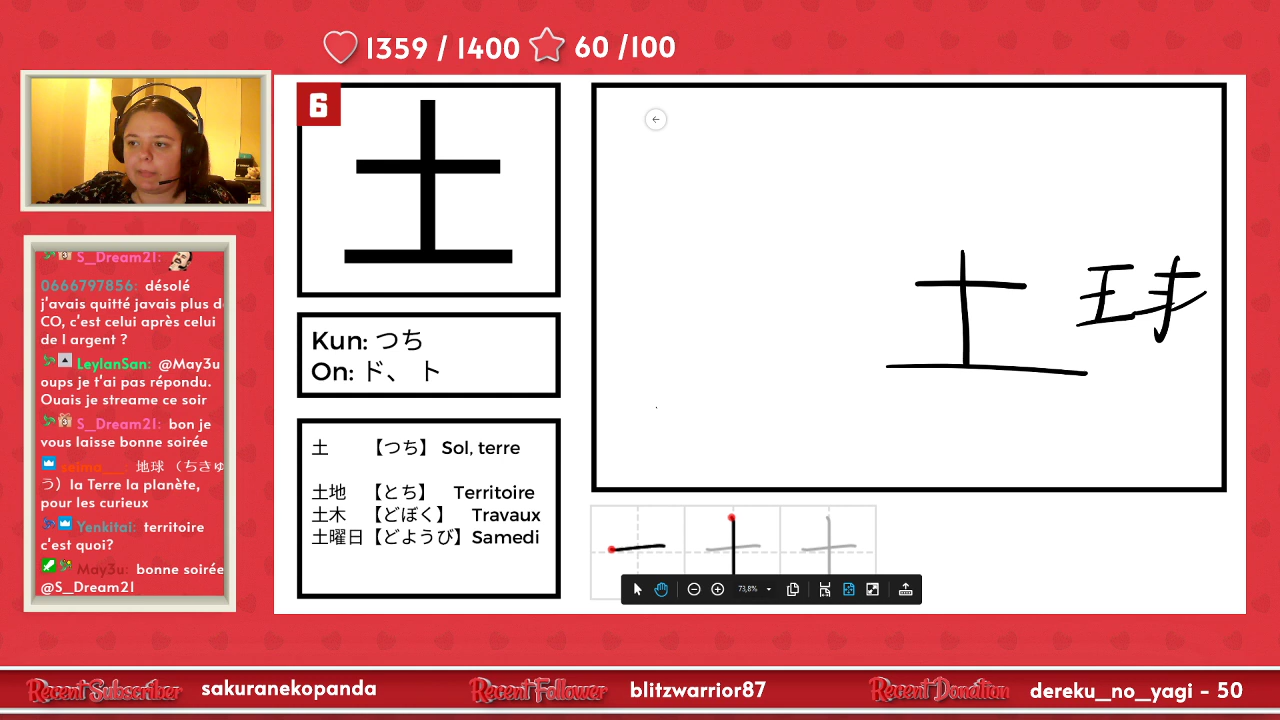 1359 / 1400 60 /100
S_Dream21:
0666797856: désolé
j'avais quitté javais plus d
CO, c'est celui après celui
de l argent ?
LeylanSan: @May3u
oups je t'ai pas répondu.
Ouais je streame ce soir
S_Dream21: bon je
vous laisse bonne soirée
seima__: 地球 （ちきゅ
う）la Terre la planète,
pour les curieux
Yenkitai: territoire
c'est quoi?
May3u: bonne soirée
@S_Dream21
6
土
Kun: つち
On: ド、 ト
土 【つち】 Sol, terre
土地 【とち】 Territoire
土木 【どぼく】 Travaux
土曜日【どようび】Samedi
土 球
73,8%
Recent Subscriber sakuranekopanda Recent Follower blitzwarrior87 Recent Donation dereku_no_yagi - 50